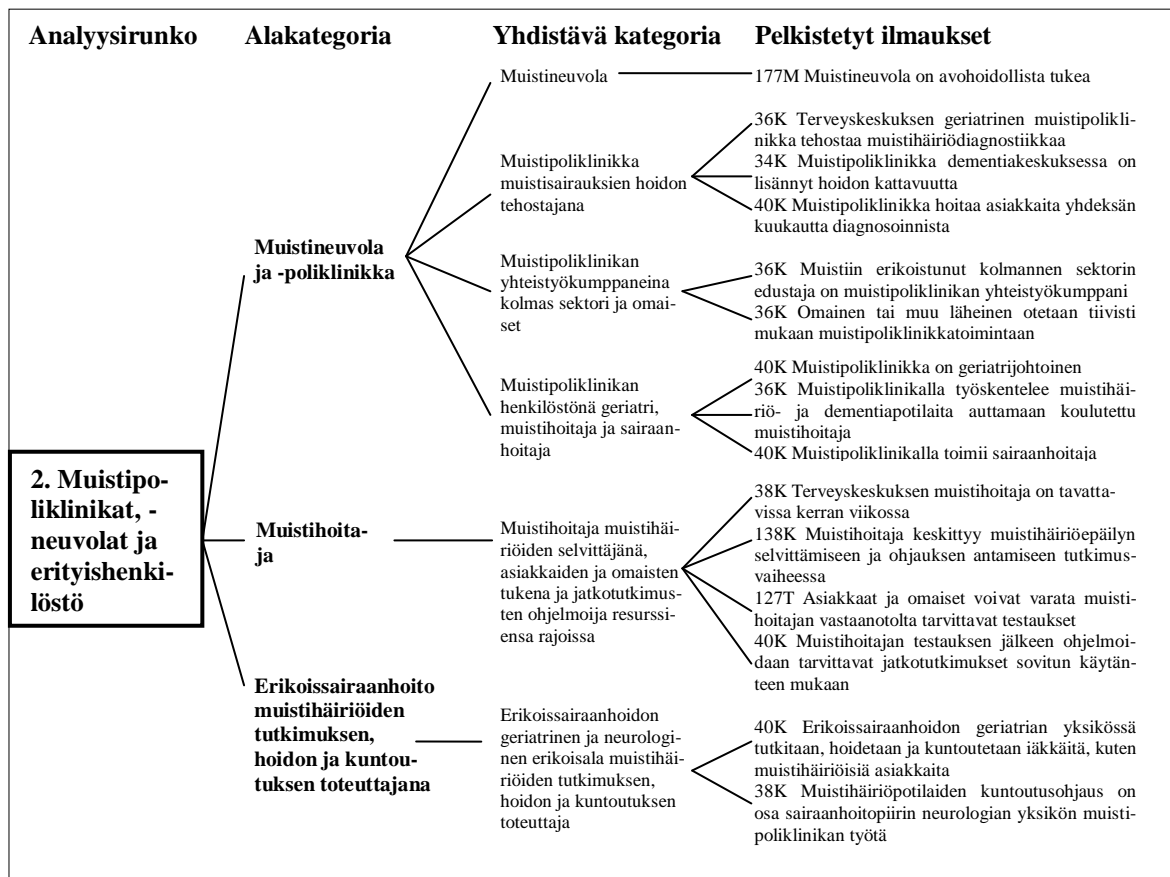 Analyysirunko Alakategoria Yhdistävä kategoria Pelkistetyt ilmaukset
Muistineuvola
177M Muistineuvola on avohoidollista tukea
Muistipoliklinikka
muistisairauksien hoidon
tehostajana
36K Terveyskeskuksen geriatrinen muistipokli-
nikka tehostaa muistihäiriödiagnostiikkaa
34K Muistipoliklinikka dementiakeskuksessa on
lisännyt hoidon kattavuutta
40K Muistipoliklinikka hoitaa asiakkaita yhdeksän
kuukautta diagnosoinnista
Muistineuvola
ja -poliklinikka
Muistipoliklinikan
yhteistyökumppaneina
kolmas sektori ja omai-
set
36K Muistiin erikoistunut kolmannen sektorin
edustaja on muistipoliklinikan yhteistyökumppani
36K Omainen tai muu läheinen otetaan tiivisti
mukaan muistipoliklinikkatoimintaan
Muistipoliklinikan
henkilöstönä geriatri,
muistihoitaja ja sairaan-
hoitaja
40K Muistipoliklinikka on geriatrijohtoinen
36K Muistipoliklinikalla työskentelee muistihäi-
riö- ja dementiapotilaita auttamaan koulutettu
muistihoitaja
40K Muistipoliklinikalla toimii sairaanhoitaja
2. Muistipo-
liklinikat, -
neuvolat ja
erityishenki-
löstö
Muistihoita-
ja
Muistihoitaja muistihäi-
riöiden selvittäjänä,
asiakkaiden ja omaisten
tukena ja jatkotutkimus-
ten ohjelmoija resurssi-
ensa rajoissa
38K Terveyskeskuksen muistihoitaja on tavatta-
vissa kerran viikossa
138K Muistihoitaja keskittyy muistihäiriöepäilyn
selvittämiseen ja ohjauksen antamiseen tutkimus-
vaiheessa
127T Asiakkaat ja omaiset voivat varata muisti-
hoitajan vastaanotolta tarvittavat testaukset
40K Muistihoitajan testauksen jälkeen ohjelmoi-
daan tarvittavat jatkotutkimukset sovitun käytän-
teen mukaan
Erikoissairaanhoito
muistihäiriöiden
tutkimuksen,
hoidon ja kuntou-
tuksen toteuttajana
Erikoissairaanhoidon
geriatrinen ja neurologi-
nen erikoisala muistihäi-
riöiden tutkimuksen,
hoidon ja kuntoutuksen
toteuttaja
40K Erikoissairaanhoidon geriatrian yksikössä
tutkitaan, hoidetaan ja kuntoutetaan iäkkäitä, kuten
muistihäiriöisiä asiakkaita
38K Muistihäiriöpotilaiden kuntoutusohjaus on
osa sairaanhoitopiirin neurologian yksikön muisti-
poliklinikan työtä